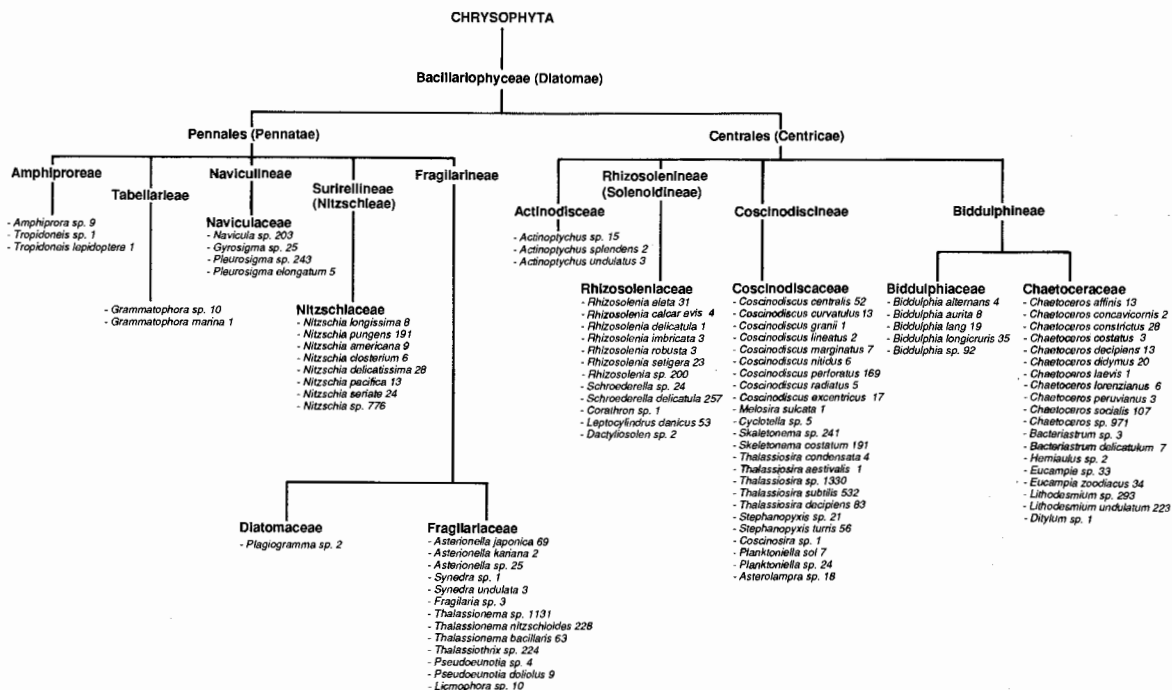 CHRYSOPHYTA
Bacillariophyceae (Diatomae)
Pennales (Pennatae)
Centrales (Centricae)
Amphiproreae
- Amphiprora sp. 9
- Tropidoneis sp. 1
- Tropidoneis lepidoptere 1
Tabellarieae
- Grammatophora sp. 10
- Grammatophora marina 1
Naviculineae
Naviculaceae
- Navicula sp. 203
- Gyrosigma sp. 25
- Pleurosigma sp. 243
- Pleurosigma elongatum 5
Surirellineae
(Nitzschieae)
Nitzschiaceae
- Nitzschia longissima 8
- Nitzschia pungens 191
- Nitzschia americana 9
- Nitzschia closterium 6
- Nitzschia delicatissima 28
- Nitzschia pacifica 13
- Nitzschia seriate 24
- Nitzschia sp. 776
Fragilarineae
Diatomaceae
- Plagiogramma sp. 2
Fragilariaceae
- Asterionella japonica 69
- Asterionella kariana 2
- Asterionella sp. 25
- Synedra sp. 1
- Synedra undulata 3
- Fragilaria sp. 3
- Thalassionema sp. 1131
- Thalassionema nitzschioides 228
- Thalassionema bacillaris 63
- Thalassiothrix sp. 224
- Pseudoeunotia sp. 4
- Pseudoeunotia doliolus 9
- Licmophora sp. 10
Actinodisceae
- Actinoptychus sp. 15
- Actinoptychus splendens 2
- Actinoptychus undulatus 3
Rhizosolenineae
(Solenoidineae)
Rhizosoleniaceae
- Rhizosolenia alata 31
- Rhizosolenia calcar avis 4
- Rhizosolenia delicatula 1
- Rhizosolenia imbricata 3
- Rhizosolenia robusta 3
- Rhizosolenia setigera 23
- Rhizosolenia sp. 200
- Schroederella sp. 24
- Schroederella delicatula 257
- Corathron sp. 1
- Leptocylindrus danicus 53
- Dactyliosolen sp. 2
Coscinodiscineae
Coscinodiscaceae
- Coscinodiscus centralis 52
- Coscinodiscus curvatulus 13
- Coscinodiscus granii 1
- Coscinodiscus lineatus 2
- Coscinodiscus marginatus 7
- Coscinodiscus nitidus 6
- Coscinodiscus perforatus 169
- Coscinodiscus radiatus 5
- Coscinodiscus excentricus 17
- Melosira sulcata 1
- Cyclotella sp. 5
- Skaletonema sp. 241
- Skeletonema costatum 191
- Thalassiosira condensata 4
- Thalassiosira aestivalis 1
- Thalassiosira sp. 1330
- Thalassiosira subtilis 532
- Thalassiosira decipiens 83
- Stephanopyxis sp. 21
- Stephanopyxis turris 56
- Coscinosira sp. 1
- Planktoniella sol 7
- Planktoniella sp. 24
- Asterolampra sp. 18
Biddulphineae
Biddulphiaceae
- Biddulphia alternans 4
- Biddulphia aurita 8
- Biddulphia lang 19
- Biddulphia longicruris 35
- Biddulphia sp. 92
Chaetoceraceae
- Chaetoceros affinis 13
- Chaetoceros concavicornis 2
- Chaetoceros constrictus 28
- Chaetoceros costatus 3
- Chaetoceros decipiens 13
- Chaetoceros didymus 20
- Chaetoceros laevis 1
- Chaetoceros lorenzianus 6
- Chaetoceros peruvianus 3
- Chaetoceros socialis 107
- Chaetoceros sp. 971
- Bacteriastrum sp. 3
- Bacteriastrum delicatulum 7
- Hemiaulus sp. 2
- Eucampie sp. 33
- Eucampia zoodiacus 34
- Lithodesmium sp. 293
- Lithodesmium undulatum 223
- Ditylum sp. 1